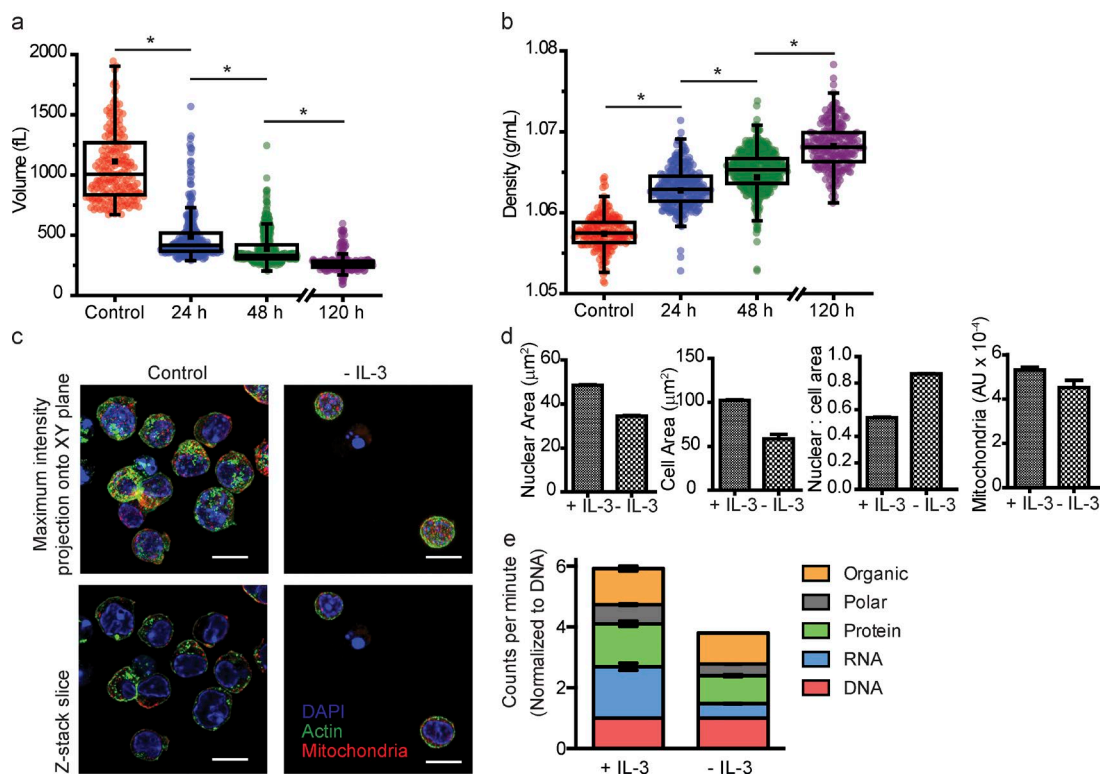 a
Volume (fL)
2000
1500
1000
500
0
*
*
*
Control
24 h
48 h
120 h
b
Density (g/mL)
1.08
1.07
1.06
1.05
*
*
*
Control
24 h
48 h
120 h
c
Control
- IL-3
Maximum intensity
projection onto XY plane
Z-stack slice
DAPI
Actin
Mitochondria
d
Nuclear Area (μm²)
60
40
20
0
+ IL-3
- IL-3
Cell Area (μm²)
150
100
50
0
+ IL-3
- IL-3
Nuclear : cell area
1.0
0.8
0.6
0.4
0.2
0.0
+ IL-3
- IL-3
Mitochondria (AU x 10⁻⁴)
6
4
2
0
+ IL-3
- IL-3
e
Counts per minute
(Normalized to DNA)
6
4
2
0
+ IL-3
- IL-3
Organic
Polar
Protein
RNA
DNA